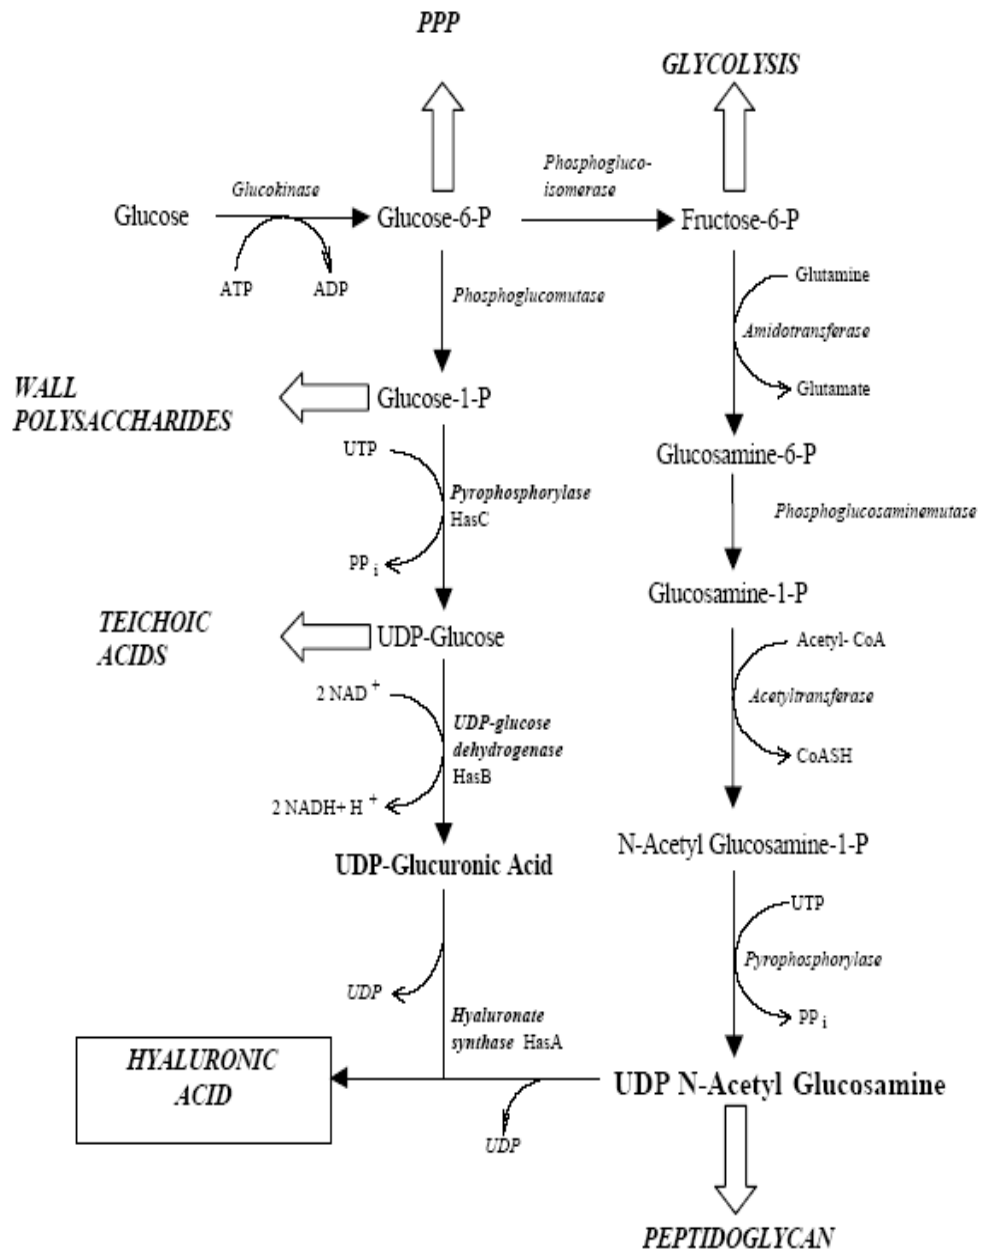 PPP
GLYCOLYSIS
Phosphogluco-
isomerase
Glucokinase
Glucose
Glucose-6-P
Fructose-6-P
ATP
ADP
Phosphoglucomutase
Glutamine
Amidotransferase
Glutamate
WALL
POLYSACCHARIDES
Glucose-1-P
UTP
Pyrophosphorylase
HasC
PP i
Glucosamine-6-P
Phosphoglucosaminemutase
Glucosamine-1-P
TEICHOIC
ACIDS
UDP-Glucose
2 NAD +
UDP-glucose
dehydrogenase
HasB
2 NADH+ H +
Acetyl- CoA
Acetyltransferase
CoASH
UDP-Glucuronic Acid
N-Acetyl Glucosamine-1-P
UDP
Hyaluronate
synthase HasA
UTP
Pyrophosphorylase
PP i
HYALURONIC
ACID
UDP
UDP N-Acetyl Glucosamine
PEPTIDOGLYCAN